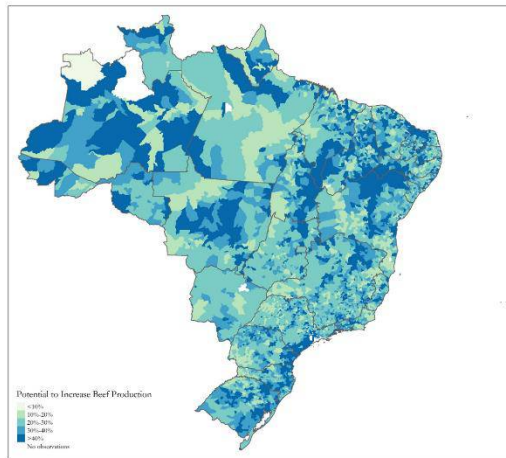 Potential to Increase Beef Production
<10%
10%-20%
20%-30%
30%-40%
>40%
No observations